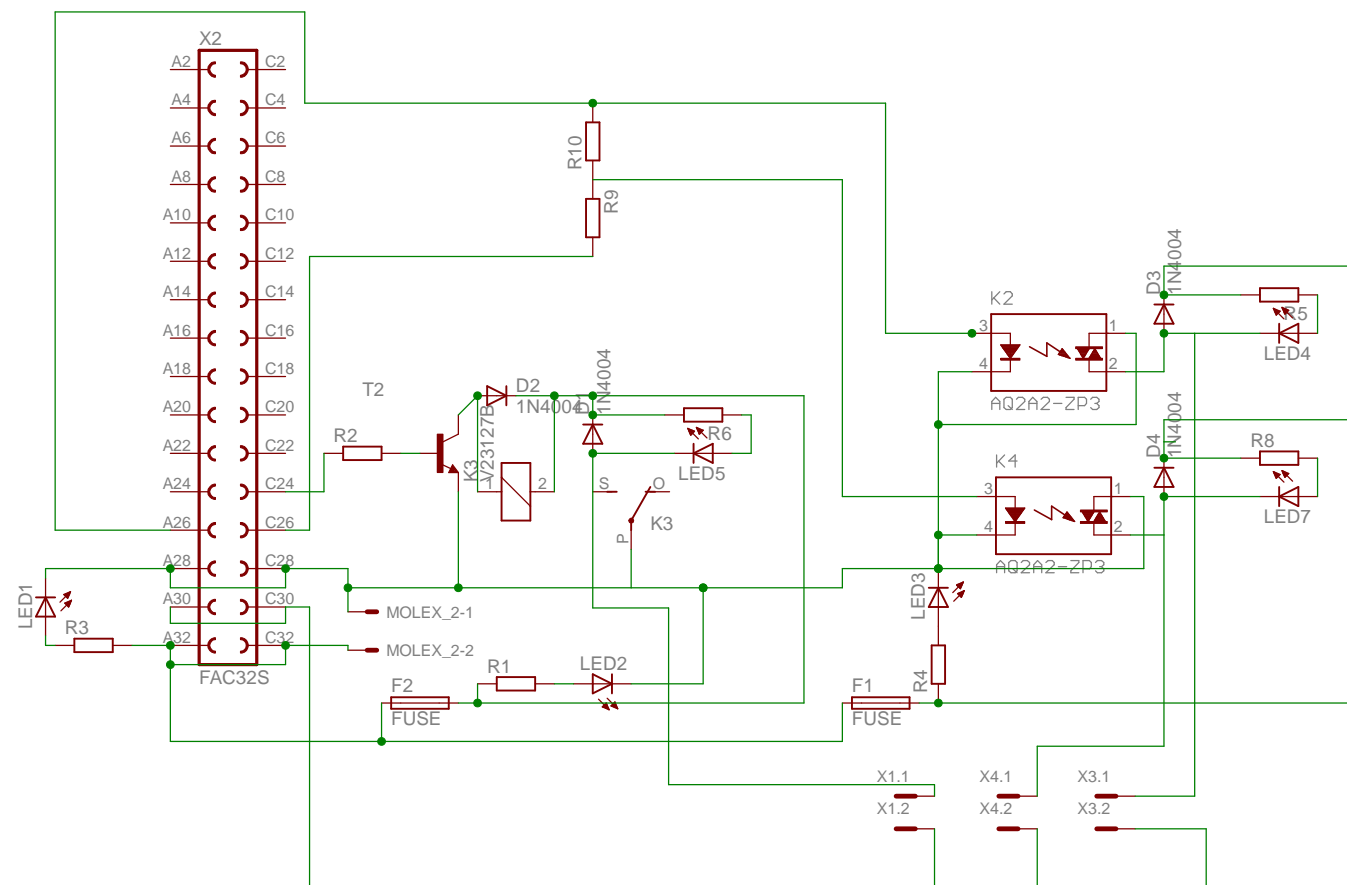 X2
A2 C2
A4 C4
A6 C6
A8 C8
A10 C10
A12 C12
A14 C14
A16 C16
A18 C18
A20 C20
A22 C22
A24 C24
A26 C26
A28 C28
A30 C30
A32 C32
FAC32S
LED1
R3
MOLEX_2-1
MOLEX_2-2
R10
R9
T2
R2
D2
1N4004
K3
V23127B
1
2
D1
1N4004
R6
LED5
S
O
P
K3
R1
LED2
F2
FUSE
F1
FUSE
LED3
R4
K2
3
4
1
2
AQ2A2-ZP3
D3
1N4004
R5
LED4
K4
3
4
1
2
AQ2A2-ZP3
D4
1N4004
R8
LED7
X1.1
X1.2
X4.1
X4.2
X3.1
X3.2